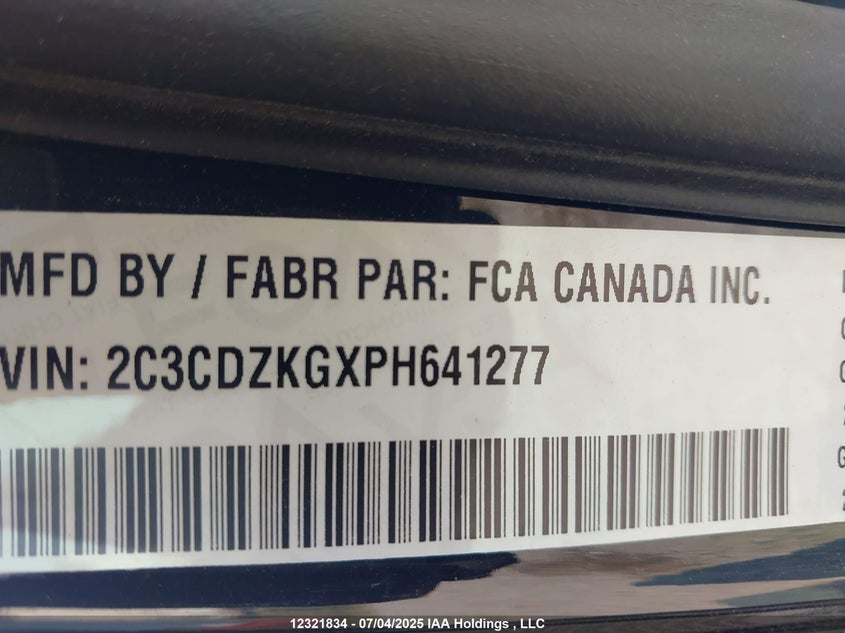 MFD BY / FABR PAR: FCA CANADA INC.
VIN: 2C3CDZKGXPH641277
12321834 - 07/04/2025 IAA Holdings , LLC